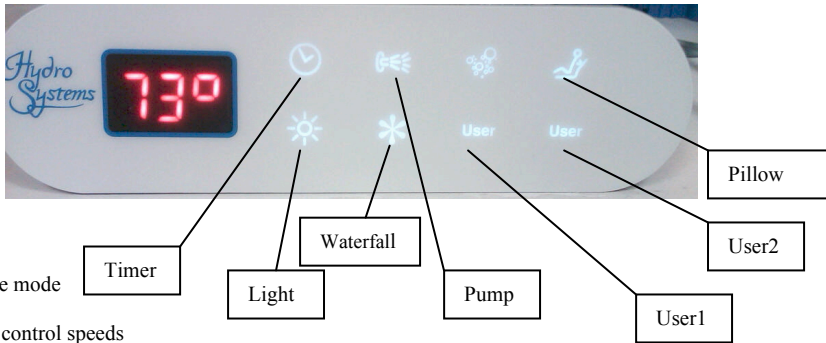 Hydro
Systems
73°
User
User
Pillow
User2
Waterfall
Timer
Light
Pump
User1
e mode
control speeds